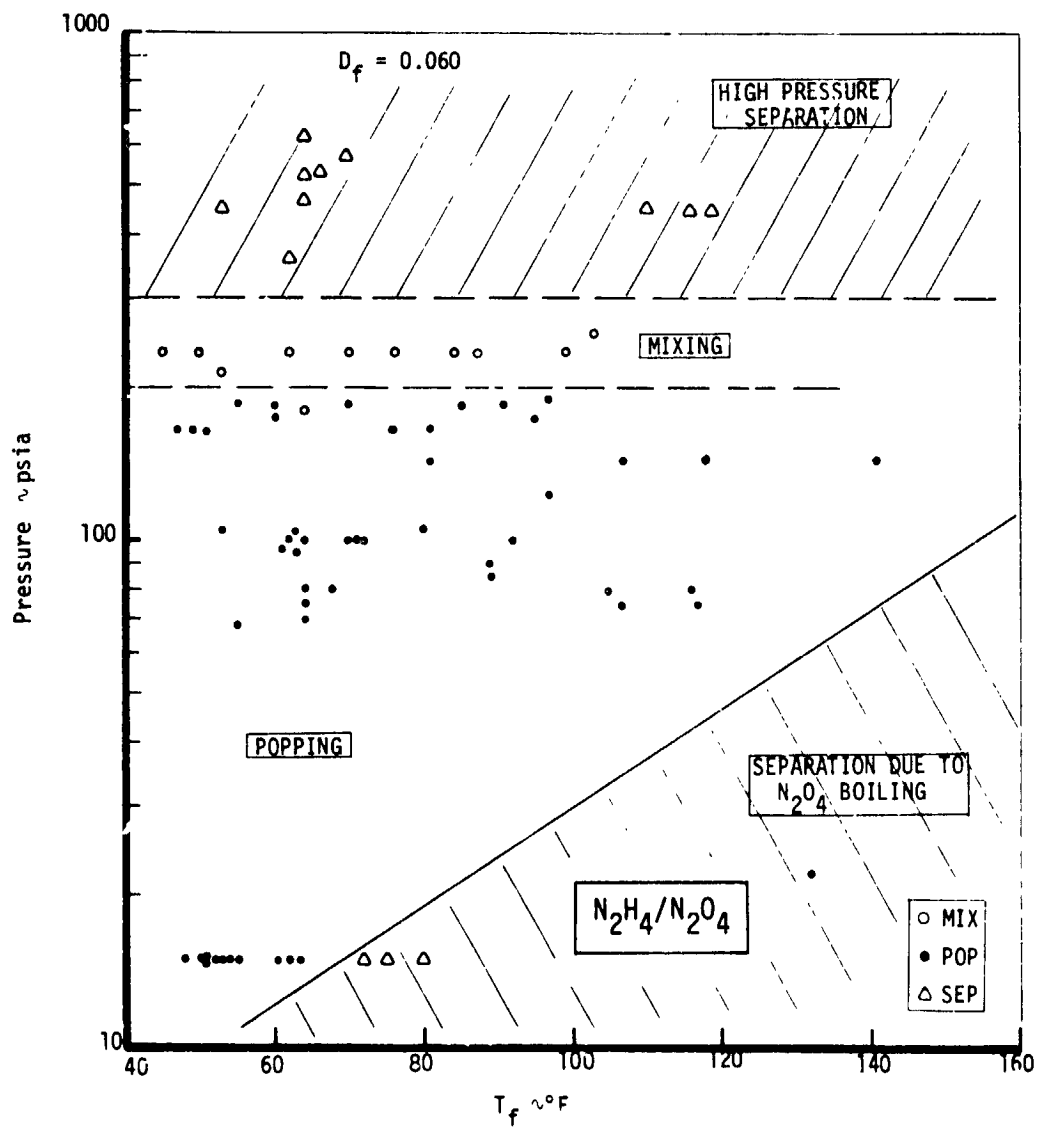 1000
D_f = 0.060
HIGH PRESSURE
SEPARATION
MIXING
Pressure ~psia
100
POPPING
SEPARATION DUE TO
N₂O₄ BOILING
N₂H₄/N₂O₄
○ MIX
● POP
△ SEP
10
40 60 80 100 120 140 160
T_f ~°F